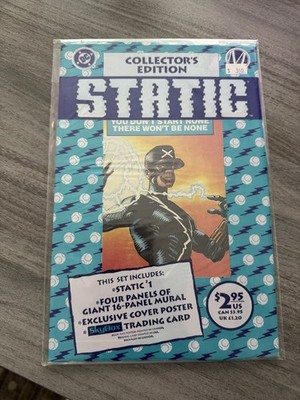 DC
M
COLLECTOR'S
EDITION
STATIC
YOU DON'T START NONE
THERE WON'T BE NONE
X
THIS SET INCLUDES:
•STATIC #1
•FOUR PANELS OF
GIANT 16-PANEL MURAL
•EXCLUSIVE COVER POSTER
•SkyBox TRADING CARD
$2.95
US
CAN $3.95
UK £1.20